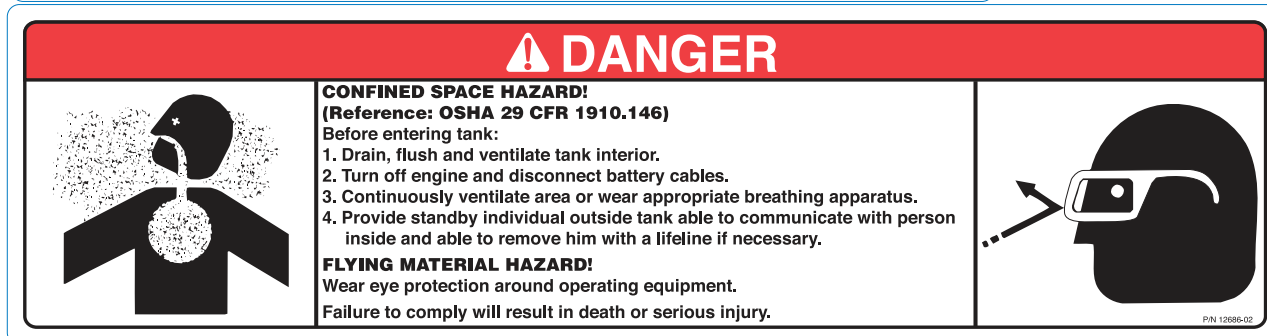 DANGER
CONFINED SPACE HAZARD!
(Reference: OSHA 29 CFR 1910.146)
Before entering tank:
1. Drain, flush and ventilate tank interior.
2. Turn off engine and disconnect battery cables.
3. Continuously ventilate area or wear appropriate breathing apparatus.
4. Provide standby individual outside tank able to communicate with person
inside and able to remove him with a lifeline if necessary.
FLYING MATERIAL HAZARD!
Wear eye protection around operating equipment.
Failure to comply will result in death or serious injury.
P/N 12686-02